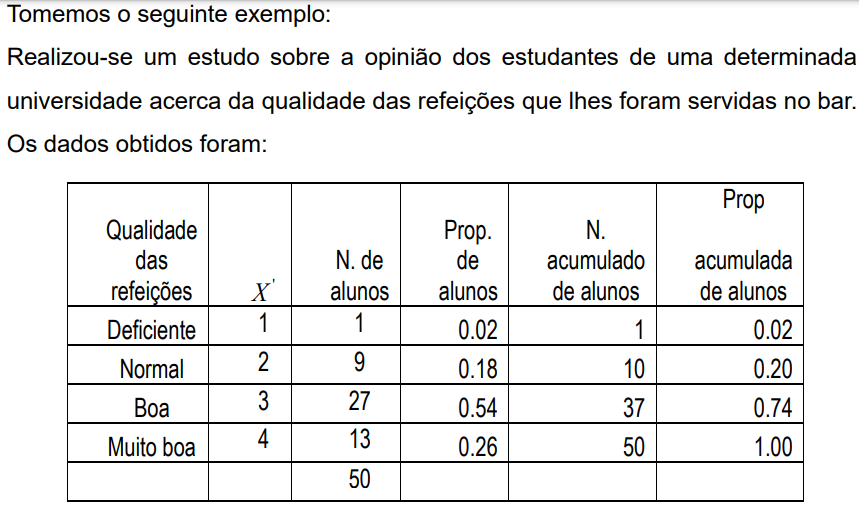 Tomemos o seguinte exemplo:
Realizou-se um estudo sobre a opinião dos estudantes de uma determinada
universidade acerca da qualidade das refeições que lhes foram servidas no bar.
Os dados obtidos foram:
Qualidade das refeições | X' | N. de alunos | Prop. de alunos | N. acumulado de alunos | Prop acumulada de alunos
Deficiente | 1 | 1 | 0.02 | 1 | 0.02
Normal | 2 | 9 | 0.18 | 10 | 0.20
Boa | 3 | 27 | 0.54 | 37 | 0.74
Muito boa | 4 | 13 | 0.26 | 50 | 1.00
50